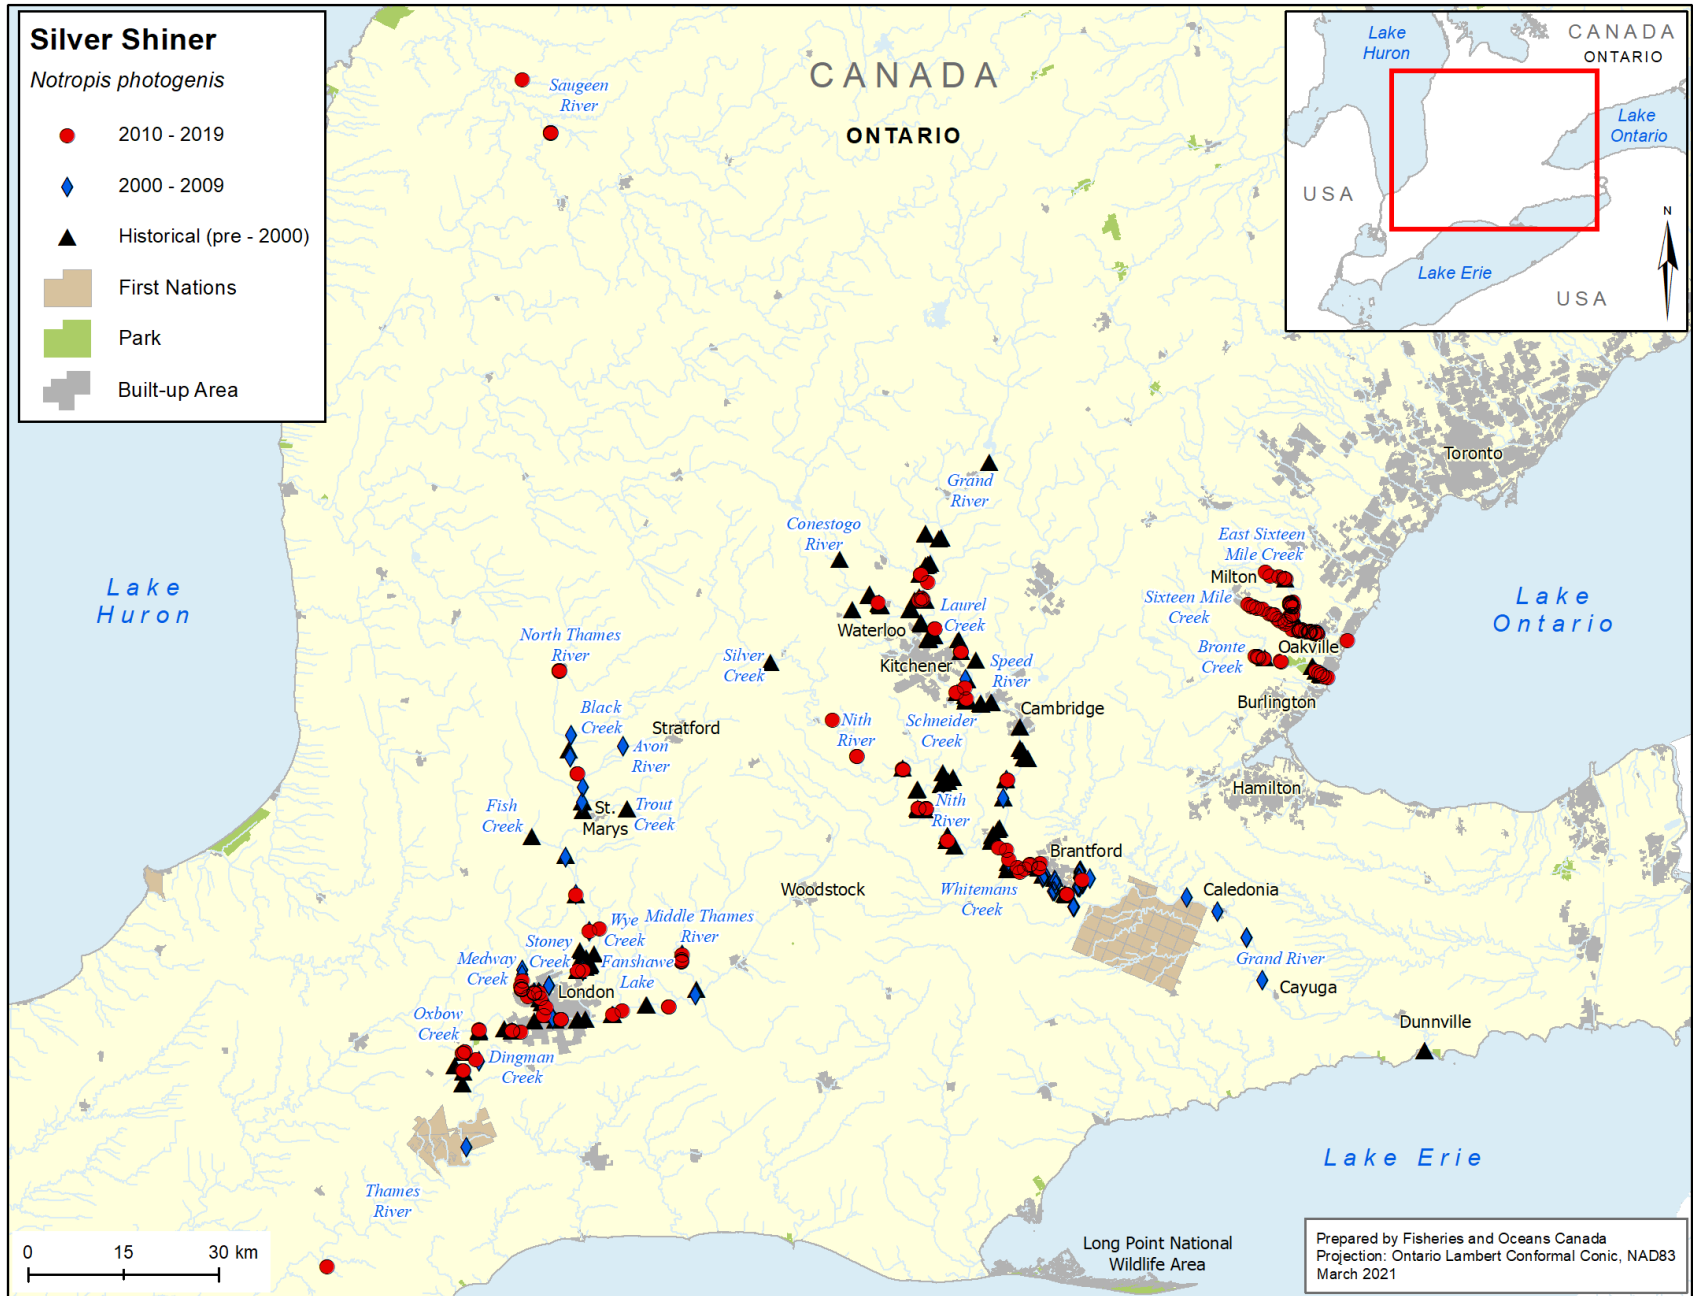 Silver Shiner
Notropis photogenis
2010 - 2019
2000 - 2009
Historical (pre - 2000)
First Nations
Park
Built-up Area
CANADA
ONTARIO
Saugeen
River
Lake
Huron
CANADA
ONTARIO
Lake
Ontario
USA
Lake Erie
USA
N
Toronto
Grand
River
Conestogo
River
East Sixteen
Mile Creek
Milton
Sixteen Mile
Creek
Lake
Huron
Lake
Ontario
Laurel
Creek
Waterloo
North Thames
River
Silver
Creek
Kitchener
Speed
River
Bronte
Creek
Oakville
Burlington
Black
Creek
Stratford
Avon
River
Nith
River
Schneider
Creek
Cambridge
Hamilton
Fish
Creek
St.
Marys
Trout
Creek
Nith
River
Brantford
Woodstock
Whitemans
Creek
Caledonia
Wye
Creek
Middle Thames
River
Stoney
Creek
Fanshawe
Lake
Medway
Creek
Grand River
London
Cayuga
Oxbow
Creek
Dunnville
Dingman
Creek
Lake Erie
Thames
River
Long Point National
Wildlife Area
0 15 30 km
Prepared by Fisheries and Oceans Canada
Projection: Ontario Lambert Conformal Conic, NAD83
March 2021